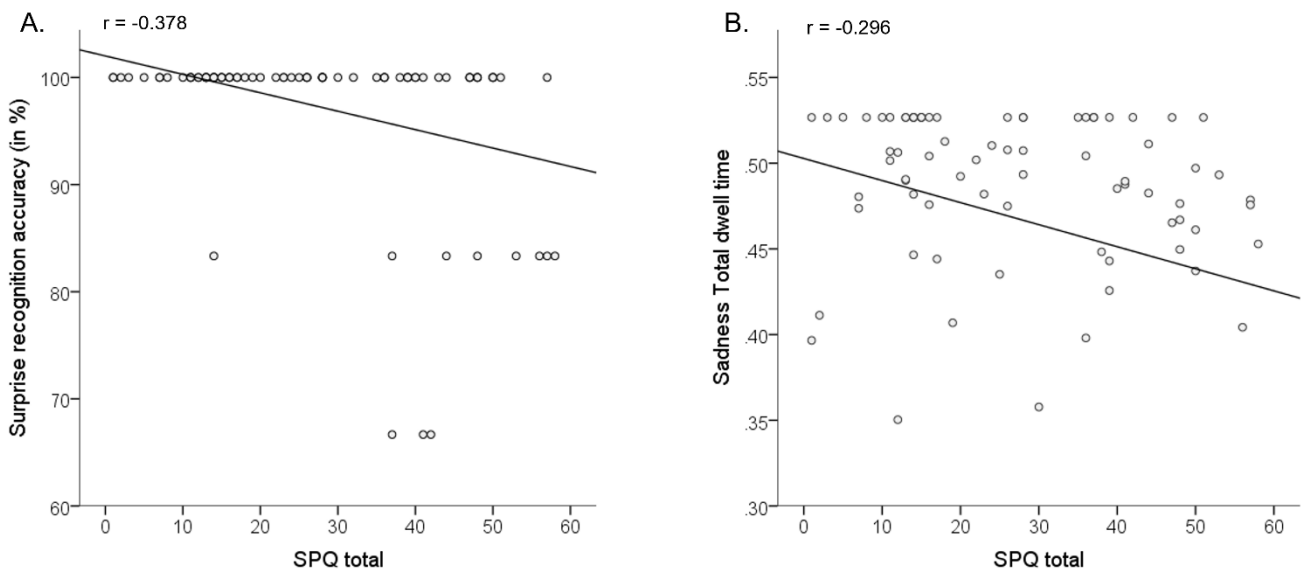 A.
r = -0.378
Surprise recognition accuracy (in %)
100
90
80
70
60
0 10 20 30 40 50 60
SPQ total
B.
r = -0.296
Sadness Total dwell time
.55
.50
.45
.40
.35
.30
0 10 20 30 40 50 60
SPQ total